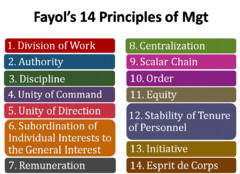 Fayol's 14 Principles of Mgt
1. Division of Work
2. Authority
3. Discipline
4. Unity of Command
5. Unity of Direction
6. Subordination of
Individual Interests to
the General Interest
7. Remuneration
8. Centralization
9. Scalar Chain
10. Order
11. Equity
12. Stability of Tenure
of Personnel
13. Initiative
14. Esprit de Corps